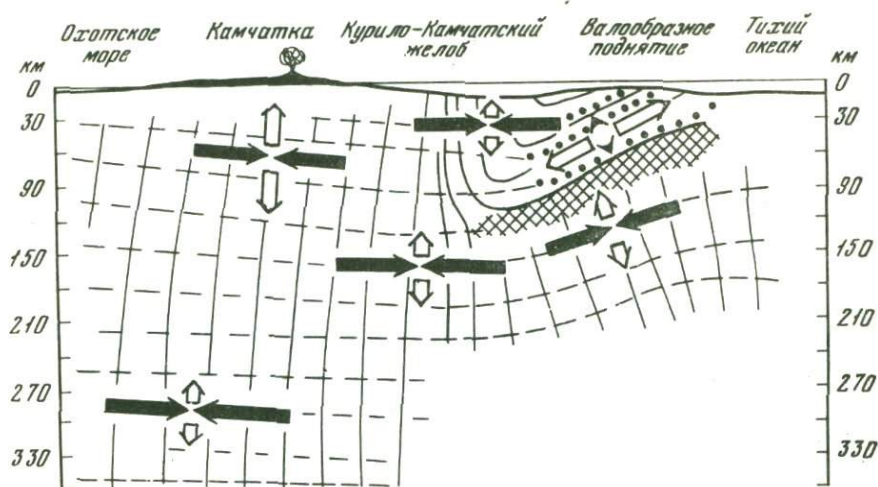 Охотское море
Камчатка
Курило-Камчатский желоб
Валообразное поднятие
Тихий океан
км
0
30
90
150
210
270
330
км
0
30
90
150
210
270
330